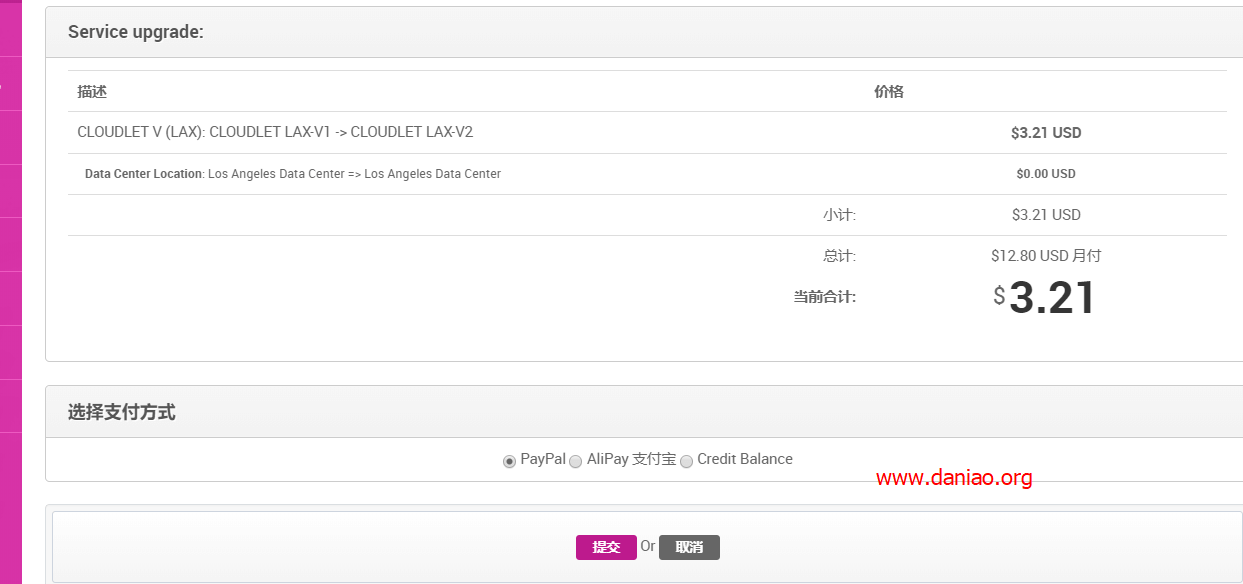 Service upgrade:
描述 价格
CLOUDLET V (LAX): CLOUDLET LAX-V1 -> CLOUDLET LAX-V2 $3.21 USD
Data Center Location: Los Angeles Data Center => Los Angeles Data Center $0.00 USD
小计: $3.21 USD
总计: $12.80 USD 月付
当前合计: $3.21
选择支付方式
PayPal AliPay 支付宝 Credit Balance
www.daniao.org
提交 Or 取消